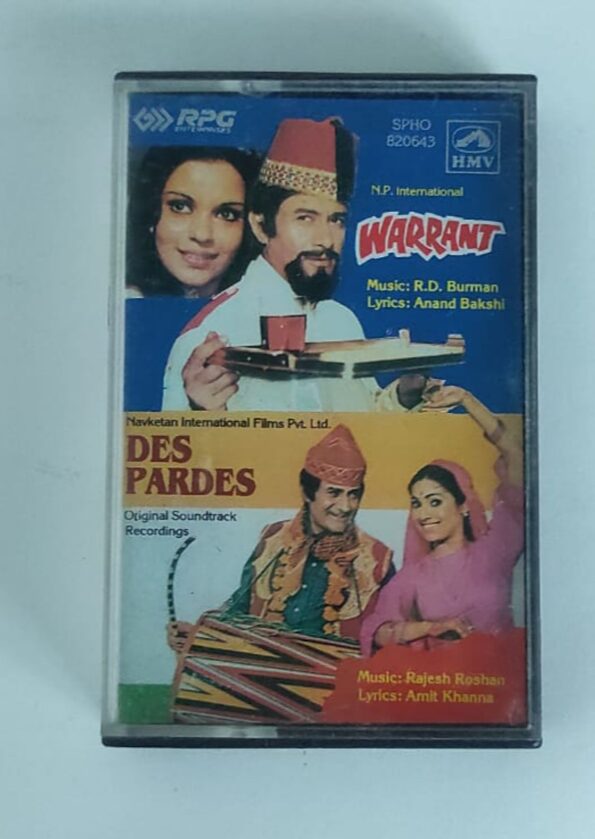 RPG
ENTERPRISES
SPHO
820643
HMV
N.P. International
WARRANT
Music: R.D. Burman
Lyrics: Anand Bakshi
Navketan International Films Pvt. Ltd.
DES
PARDES
Original Soundtrack
Recordings
Music: Rajesh Roshan
Lyrics: Amit Khanna